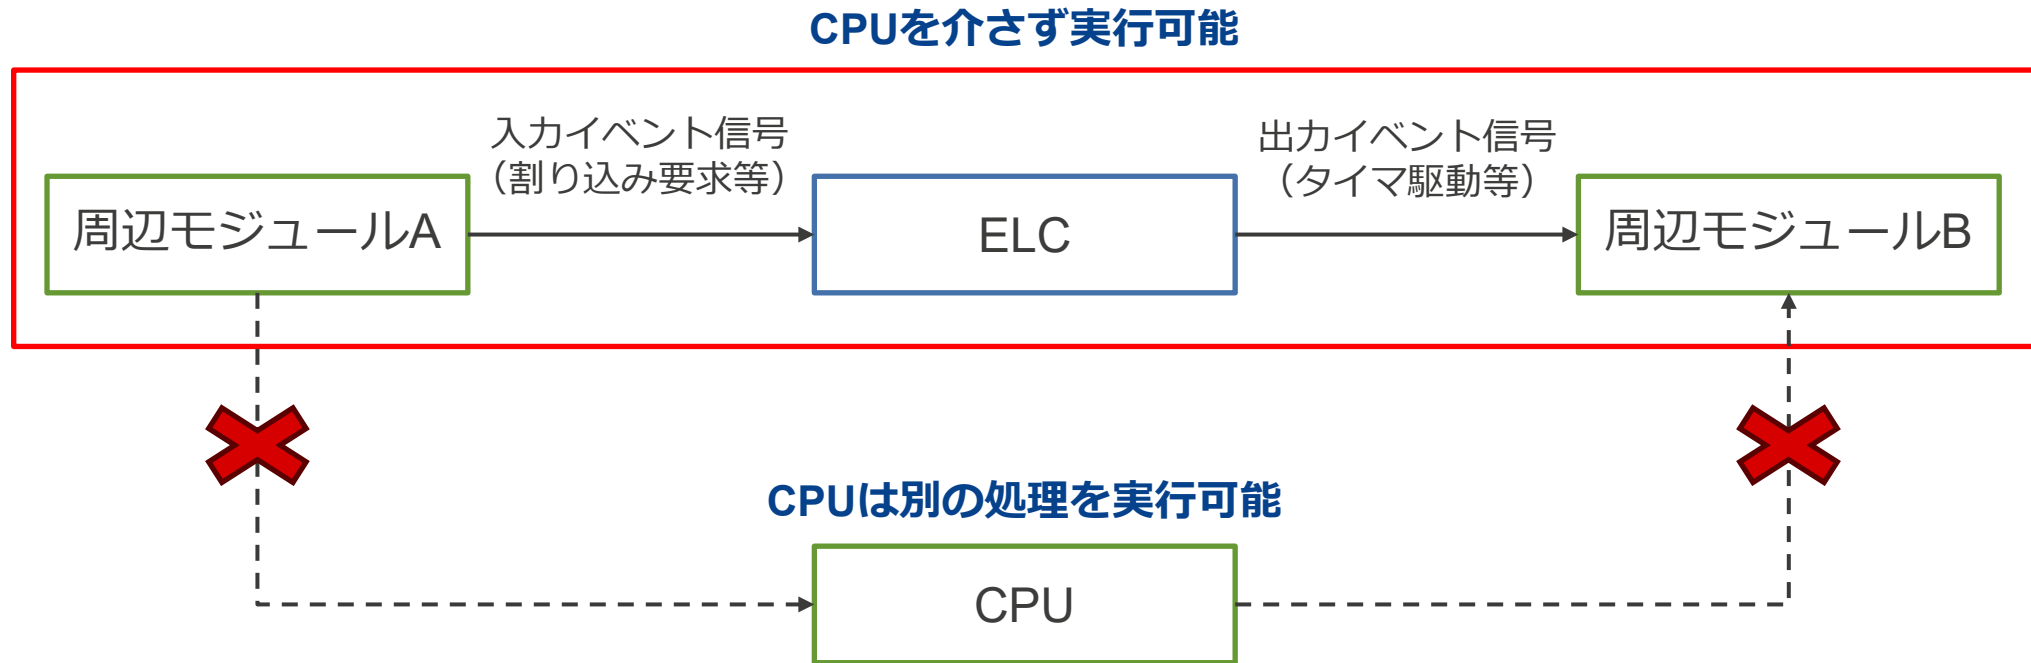 CPUを介さず実行可能
入力イベント信号
（割り込み要求等）
出力イベント信号
（タイマ駆動等）
周辺モジュールA
ELC
周辺モジュールB
CPUは別の処理を実行可能
CPU